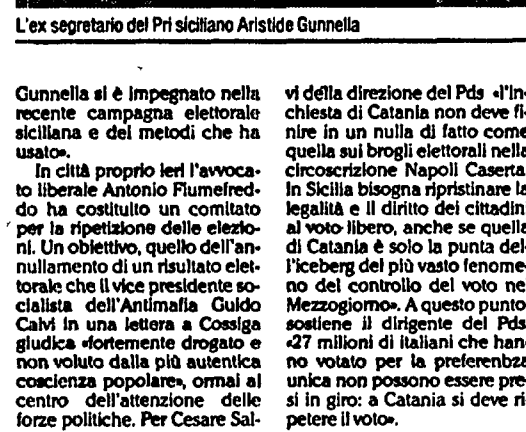 L'ex segretario del Pri siciliano Aristide Gunnella
Gunnella si è impegnato nella
recente campagna elettorale
siciliana e dei metodi che ha
usato».
In città proprio ieri l'avvoca-
to liberale Antonio Fiumefred-
do ha costituito un comitato
per la ripetizione delle elezio-
ni. Un obiettivo, quello dell'an-
nullamento di un risultato elet-
torale che il vice presidente so-
cialista dell'Antimafia Guido
Calvi in una lettera a Cossiga
giudica «fortemente drogato e
non voluto dalla più autentica
coscienza popolare», ormai al
centro dell'attenzione delle
forze politiche. Per Cesare Sal-
vi della direzione del Pds «l'in-
chiesta di Catania non deve fi-
nire in un nulla di fatto come
quella sui brogli elettorali nella
circoscrizione Napoli Caserta.
In Sicilia bisogna ripristinare la
legalità e il diritto dei cittadini
al voto libero, anche se quella
di Catania è solo la punta del-
l'iceberg del più vasto fenome-
no del controllo del voto nel
Mezzogiorno». A questo punto
sostiene il dirigente del Pds
«27 milioni di italiani che han-
no votato per la preferenbza
unica non possono essere pre-
si in giro: a Catania si deve ri-
petere il voto».